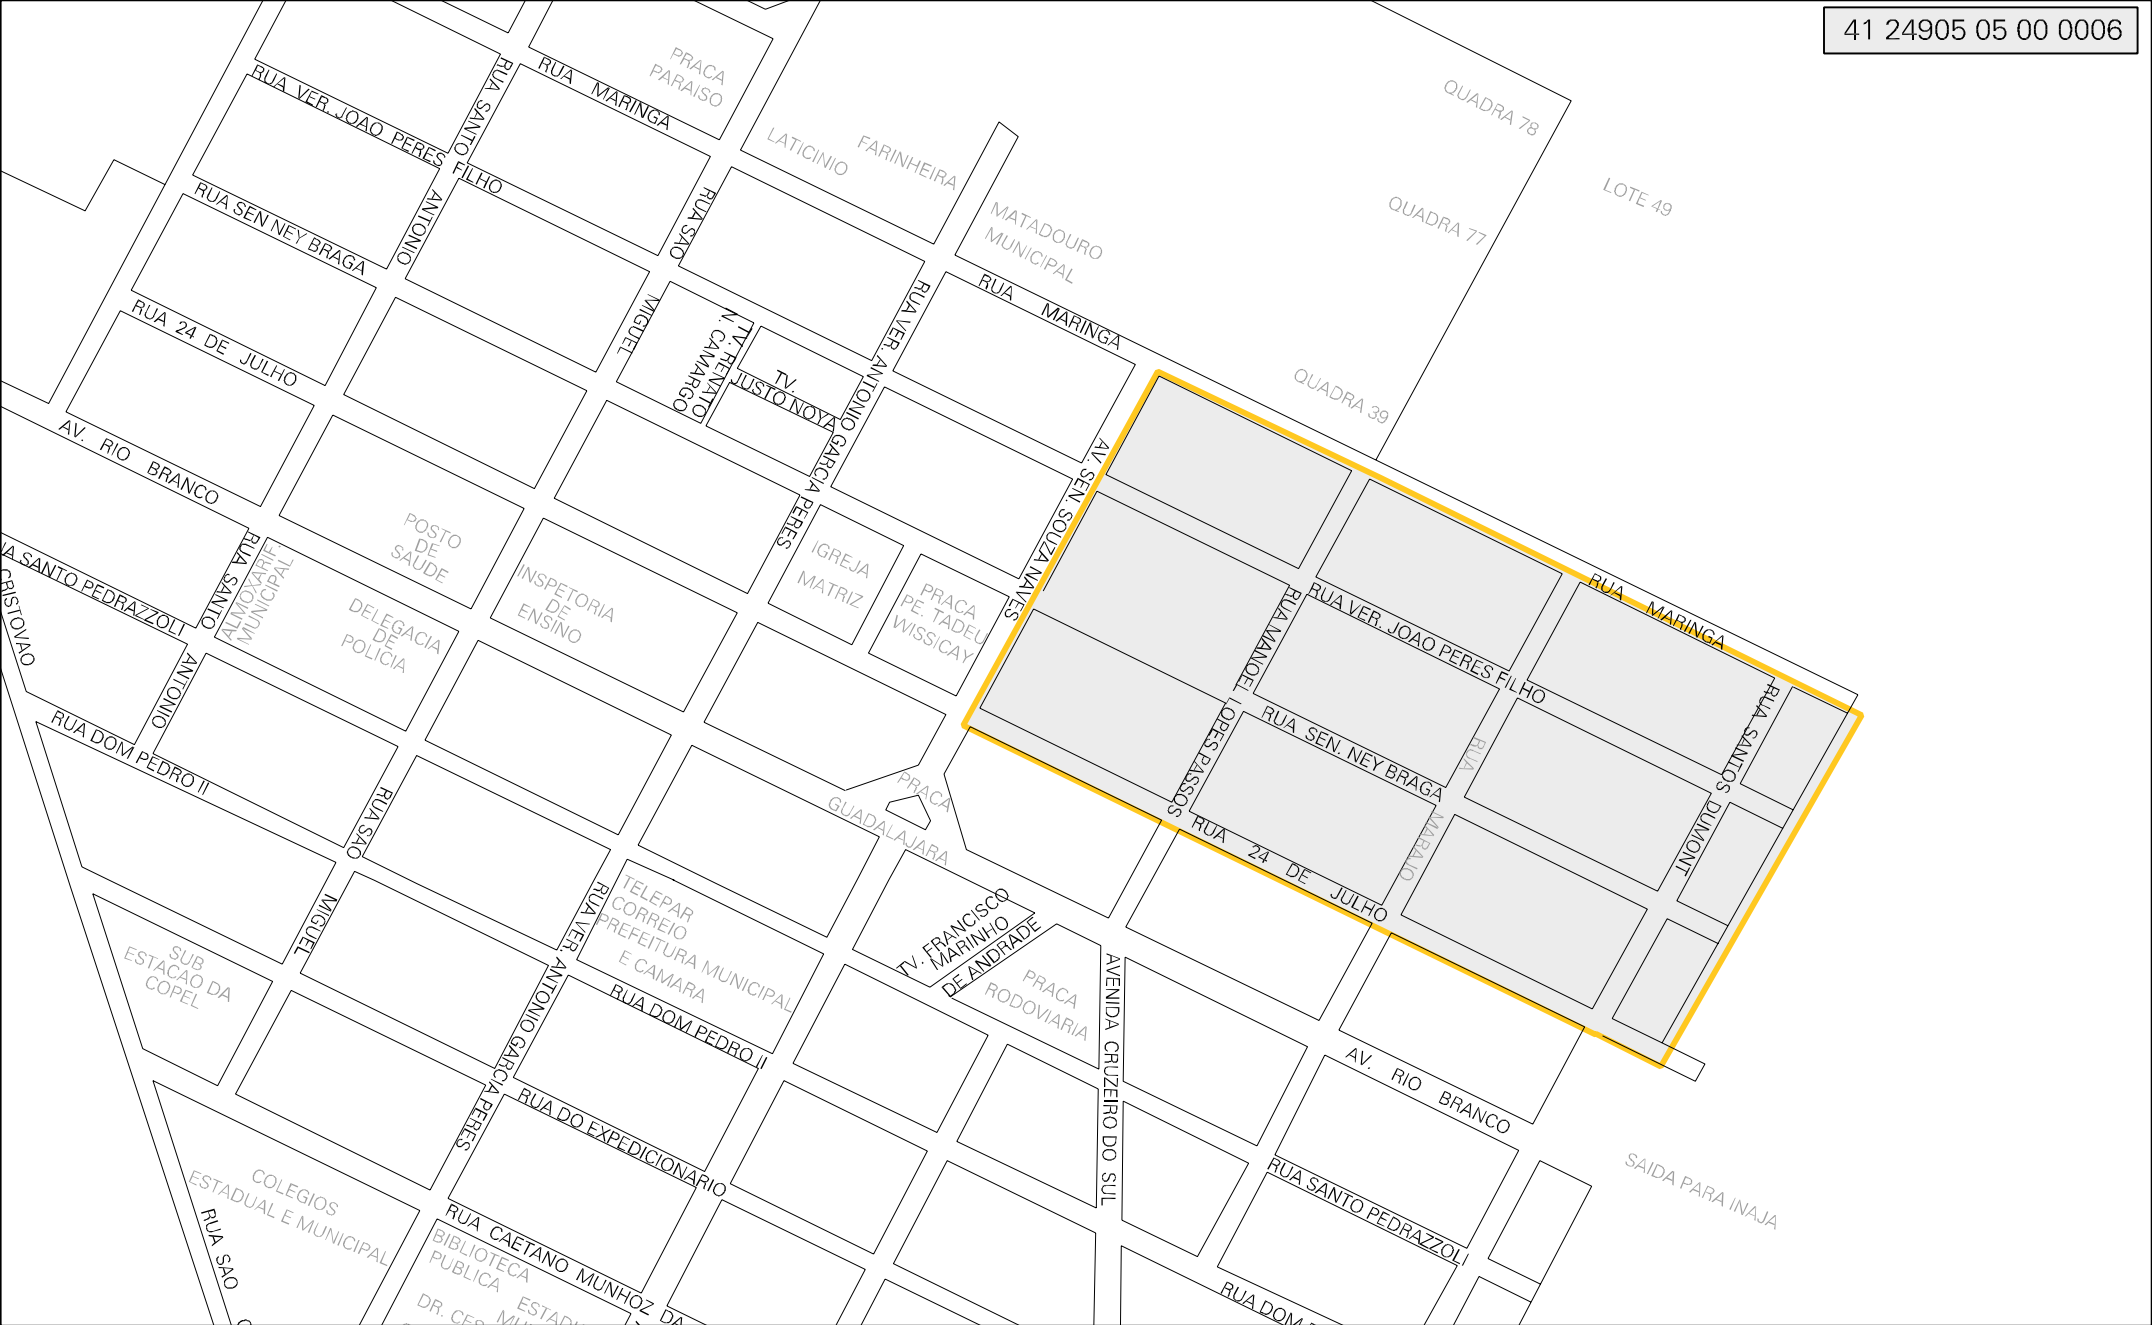 41 24905 05 00 0006
PRACA
PARAISO
RUA MARINGA
RUA SANTO
ANTONIO
RUA VER. JOAO PERES FILHO
LATICINIO
FARINHEIRA
QUADRA 78
LOTE 49
QUADRA 77
MATADOURO
MUNICIPAL
RUA SEN NEY BRAGA
RUA SAO
MIGUEL
RUA MARINGA
RUA 24 DE JULHO
TV. RENATO
N. CAMARGO
TV.
JUSTO NOYA
RUA VER. ANTONIO GARCIA PERES
QUADRA 39
AV. RIO BRANCO
AV. SEN. SOUZA NAVES
POSTO
DE
SAUDE
IGREJA
MATRIZ
INSPETORIA
DE
ENSINO
PRACA
PE. TADEU
WISSICAY
RUA SANTO
ANTONIO
ALMOXARIF.
MUNICIPAL
UA SANTO PEDRAZZOLI
CRISTOVAO
DELEGACIA
DE
POLICIA
RUA MARINGA
RUA VER. JOAO PERES FILHO
RUA MANOEL LOPES PASSOS
RUA SANTOS
DUMONT
RUA SEN. NEY BRAGA
RUA
MARAJO
RUA DOM PEDRO II
RUA SAO
MIGUEL
PRACA
GUADALAJARA
RUA 24 DE JULHO
TELEPAR
CORREIO
PREFEITURA MUNICIPAL
E CAMARA
RUA VER. ANTONIO GARCIA PERES
TV. FRANCISCO
MARINHO
DE ANDRADE
PRACA
RODOVIARIA
AVENIDA CRUZEIRO DO SUL
SUB
ESTACAO DA
COPEL
RUA DOM PEDRO II
AV. RIO BRANCO
RUA DO EXPEDICIONARIO
RUA SANTO PEDRAZZOLI
SAIDA PARA INAJA
COLEGIOS
ESTADUAL E MUNICIPAL
RUA SAO
RUA CAETANO MUNHOZ DA
BIBLIOTECA
PUBLICA
RUA DOM